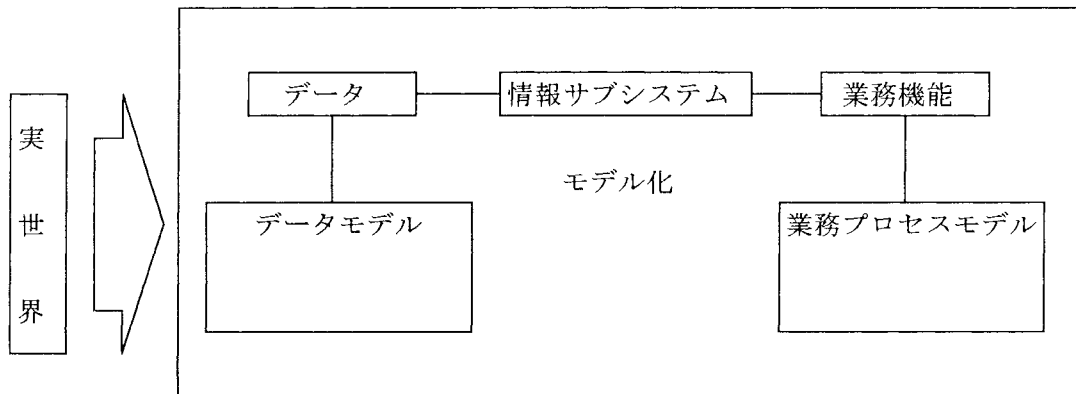 実世界
データ
情報サブシステム
業務機能
モデル化
データモデル
業務プロセスモデル